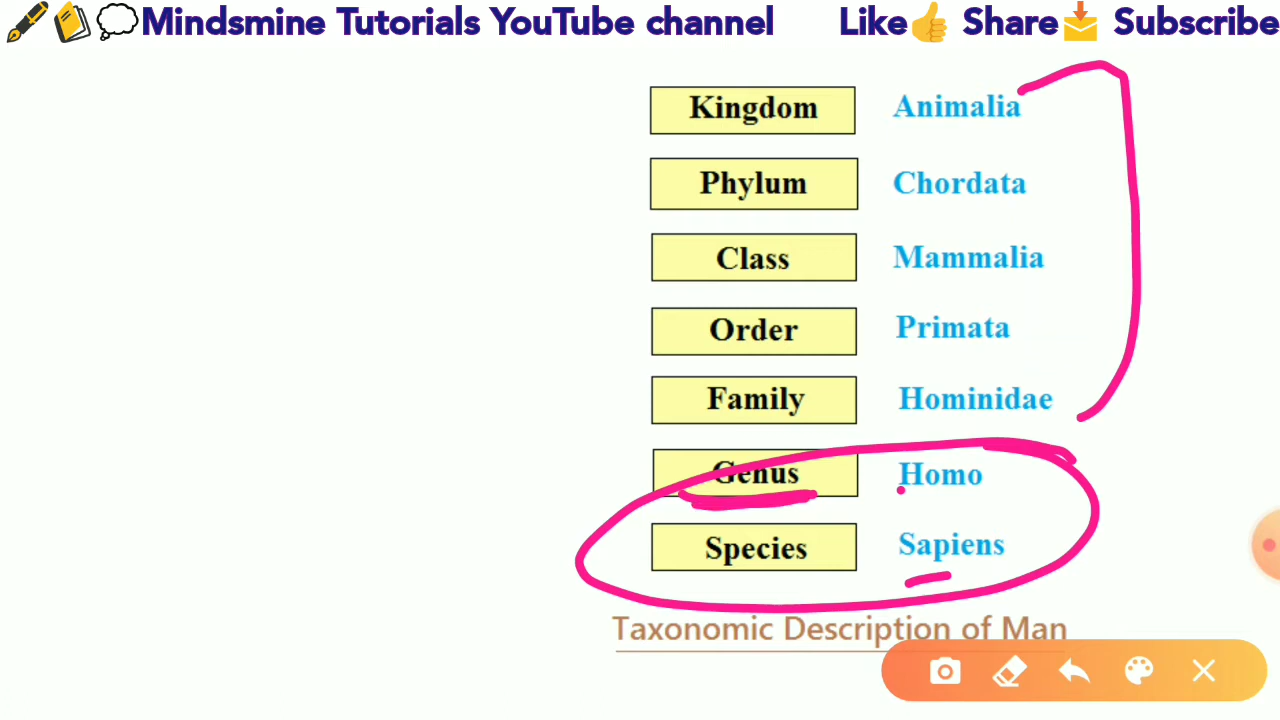 Mindsmine Tutorials YouTube channel Like Share Subscribe
Kingdom Animalia
Phylum Chordata
Class Mammalia
Order Primata
Family Hominidae
Genus Homo
Species Sapiens
Taxonomic Description of Man